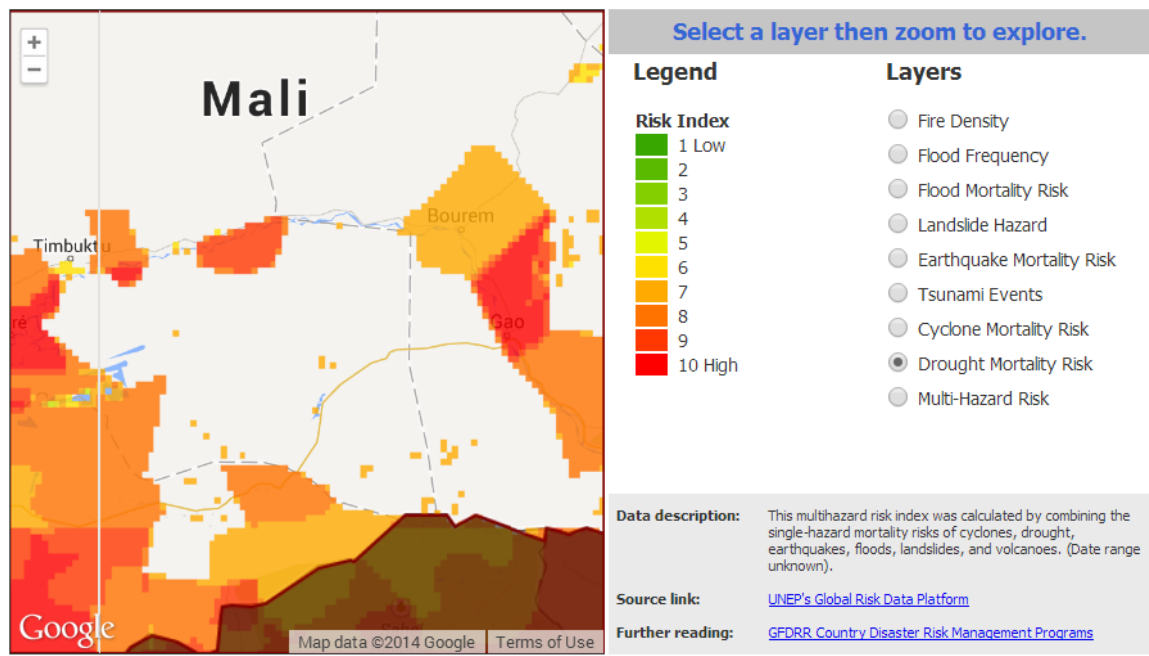 +
−
Mali
Bourem
Timbuktu
ré
Gao
Google
Map data ©2014 Google
Terms of Use
Select a layer then zoom to explore.
Legend
Risk Index
1 Low
2
3
4
5
6
7
8
9
10 High
Layers
Fire Density
Flood Frequency
Flood Mortality Risk
Landslide Hazard
Earthquake Mortality Risk
Tsunami Events
Cyclone Mortality Risk
Drought Mortality Risk
Multi-Hazard Risk
Data description: This multihazard risk index was calculated by combining the
single-hazard mortality risks of cyclones, drought,
earthquakes, floods, landslides, and volcanoes. (Date range
unknown).
Source link: UNEP's Global Risk Data Platform
Further reading: GFDRR Country Disaster Risk Management Programs